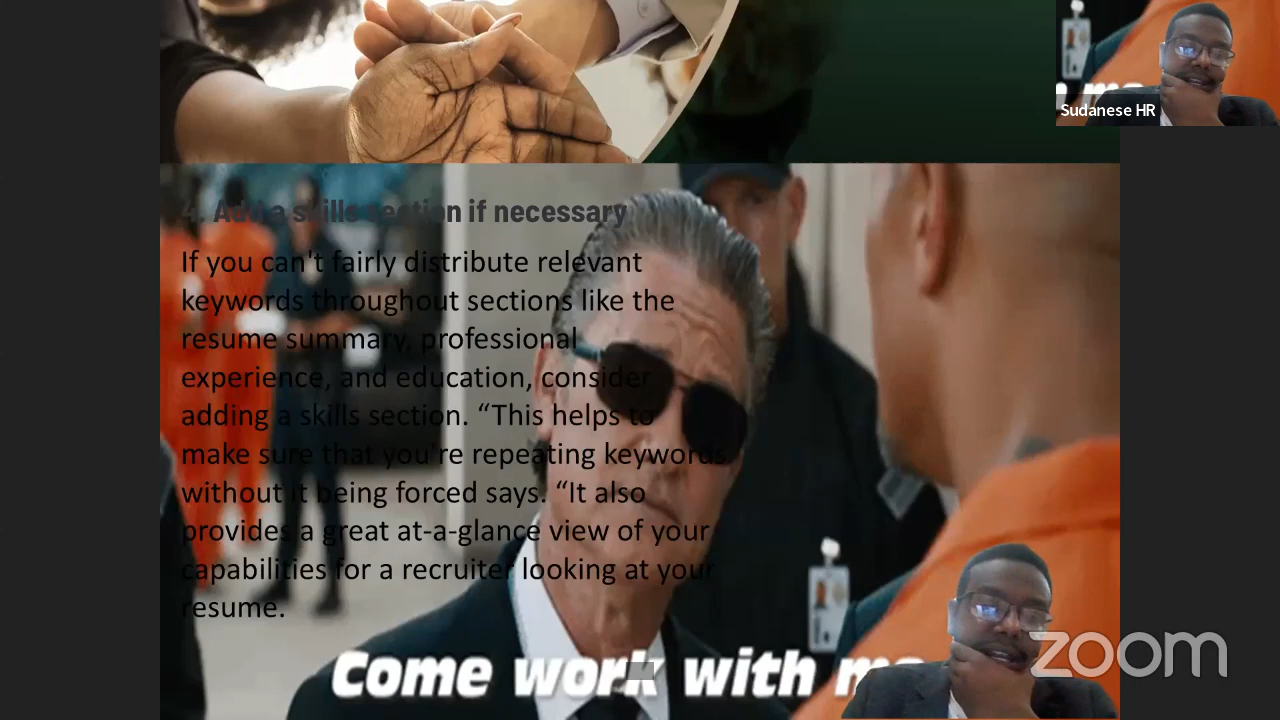 Sudanese HR
4. Add a skills section if necessary
If you can't fairly distribute relevant
keywords throughout sections like the
resume summary, professional
experience, and education, consider
adding a skills section. “This helps to
make sure that you're repeating keywords
without it being forced says. “It also
provides a great at-a-glance view of your
capabilities for a recruiter looking at your
resume.
Come work with me
zoom